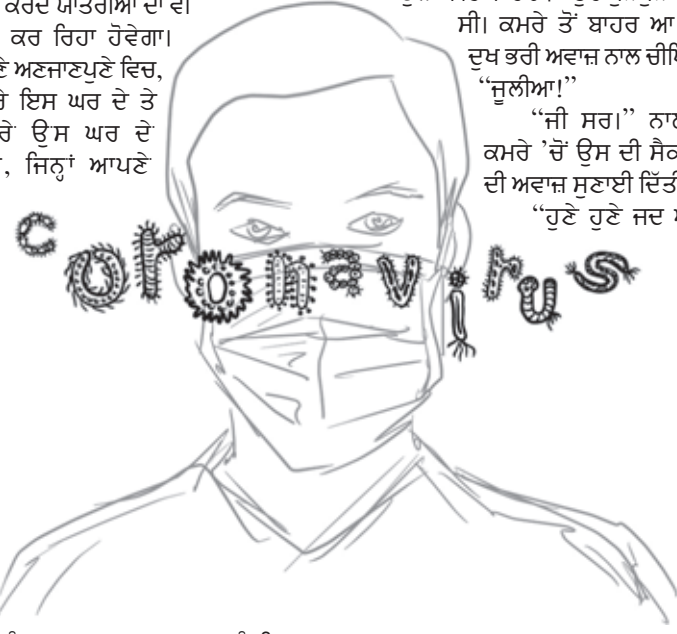 ਕਰਦੇ ਯਾਤਰੀਆਂ ਦਾ ਵੀ
ਕਰ ਰਿਹਾ ਹੋਵੇਗਾ।
ਅਣਜਾਣਪੁਣੇ ਵਿਚ,
ਇਸ ਘਰ ਦੇ ਤੇ
ਉਸ ਘਰ ਦੇ
ਜਿਨ੍ਹਾਂ ਆਪਣੇ
ਸੀ। ਕਮਰੇ ਤੋਂ ਬਾਹਰ ਆ
ਦੁਖ ਭਰੀ ਅਵਾਜ਼ ਨਾਲ
“ਜੂਲੀਆ!”
“ਜੀ ਸਰ।” ਨਾਲ
ਕਮਰੇ ’ਚੋਂ ਉਸ ਦੀ
ਦੀ ਅਵਾਜ਼ ਸੁਣਾਈ ਦਿੱਤੀ
“ਹੁਣੇ ਹੁਣੇ ਜਦ
coronavirus